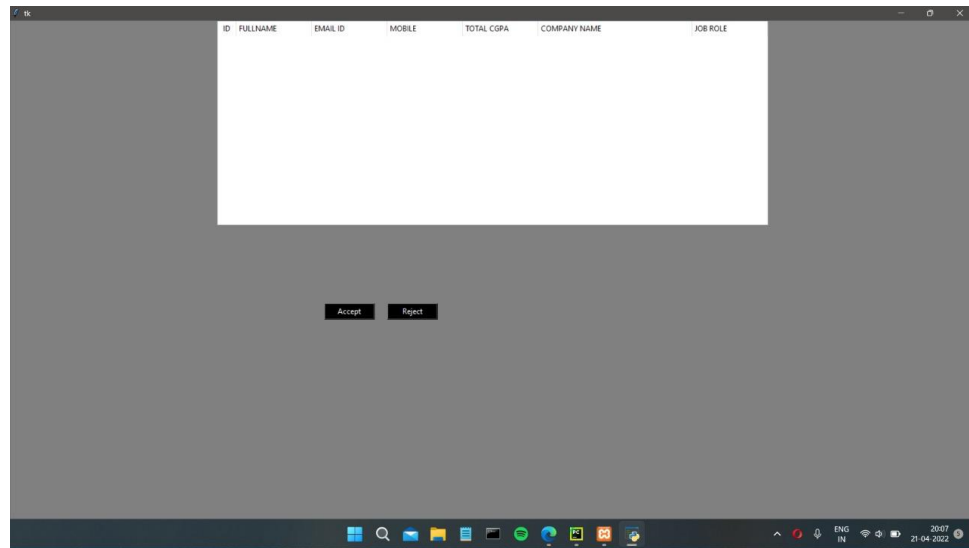 tk
ID FULLNAME EMAIL ID MOBILE TOTAL CGPA COMPANY NAME JOB ROLE
Accept Reject
PC
ENG
IN
20:07
21-04-2022